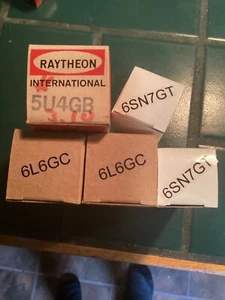 RAYTHEON
INTERNATIONAL
5U4GB
6SN7GT
6L6GC
6L6GC
6SN7GT